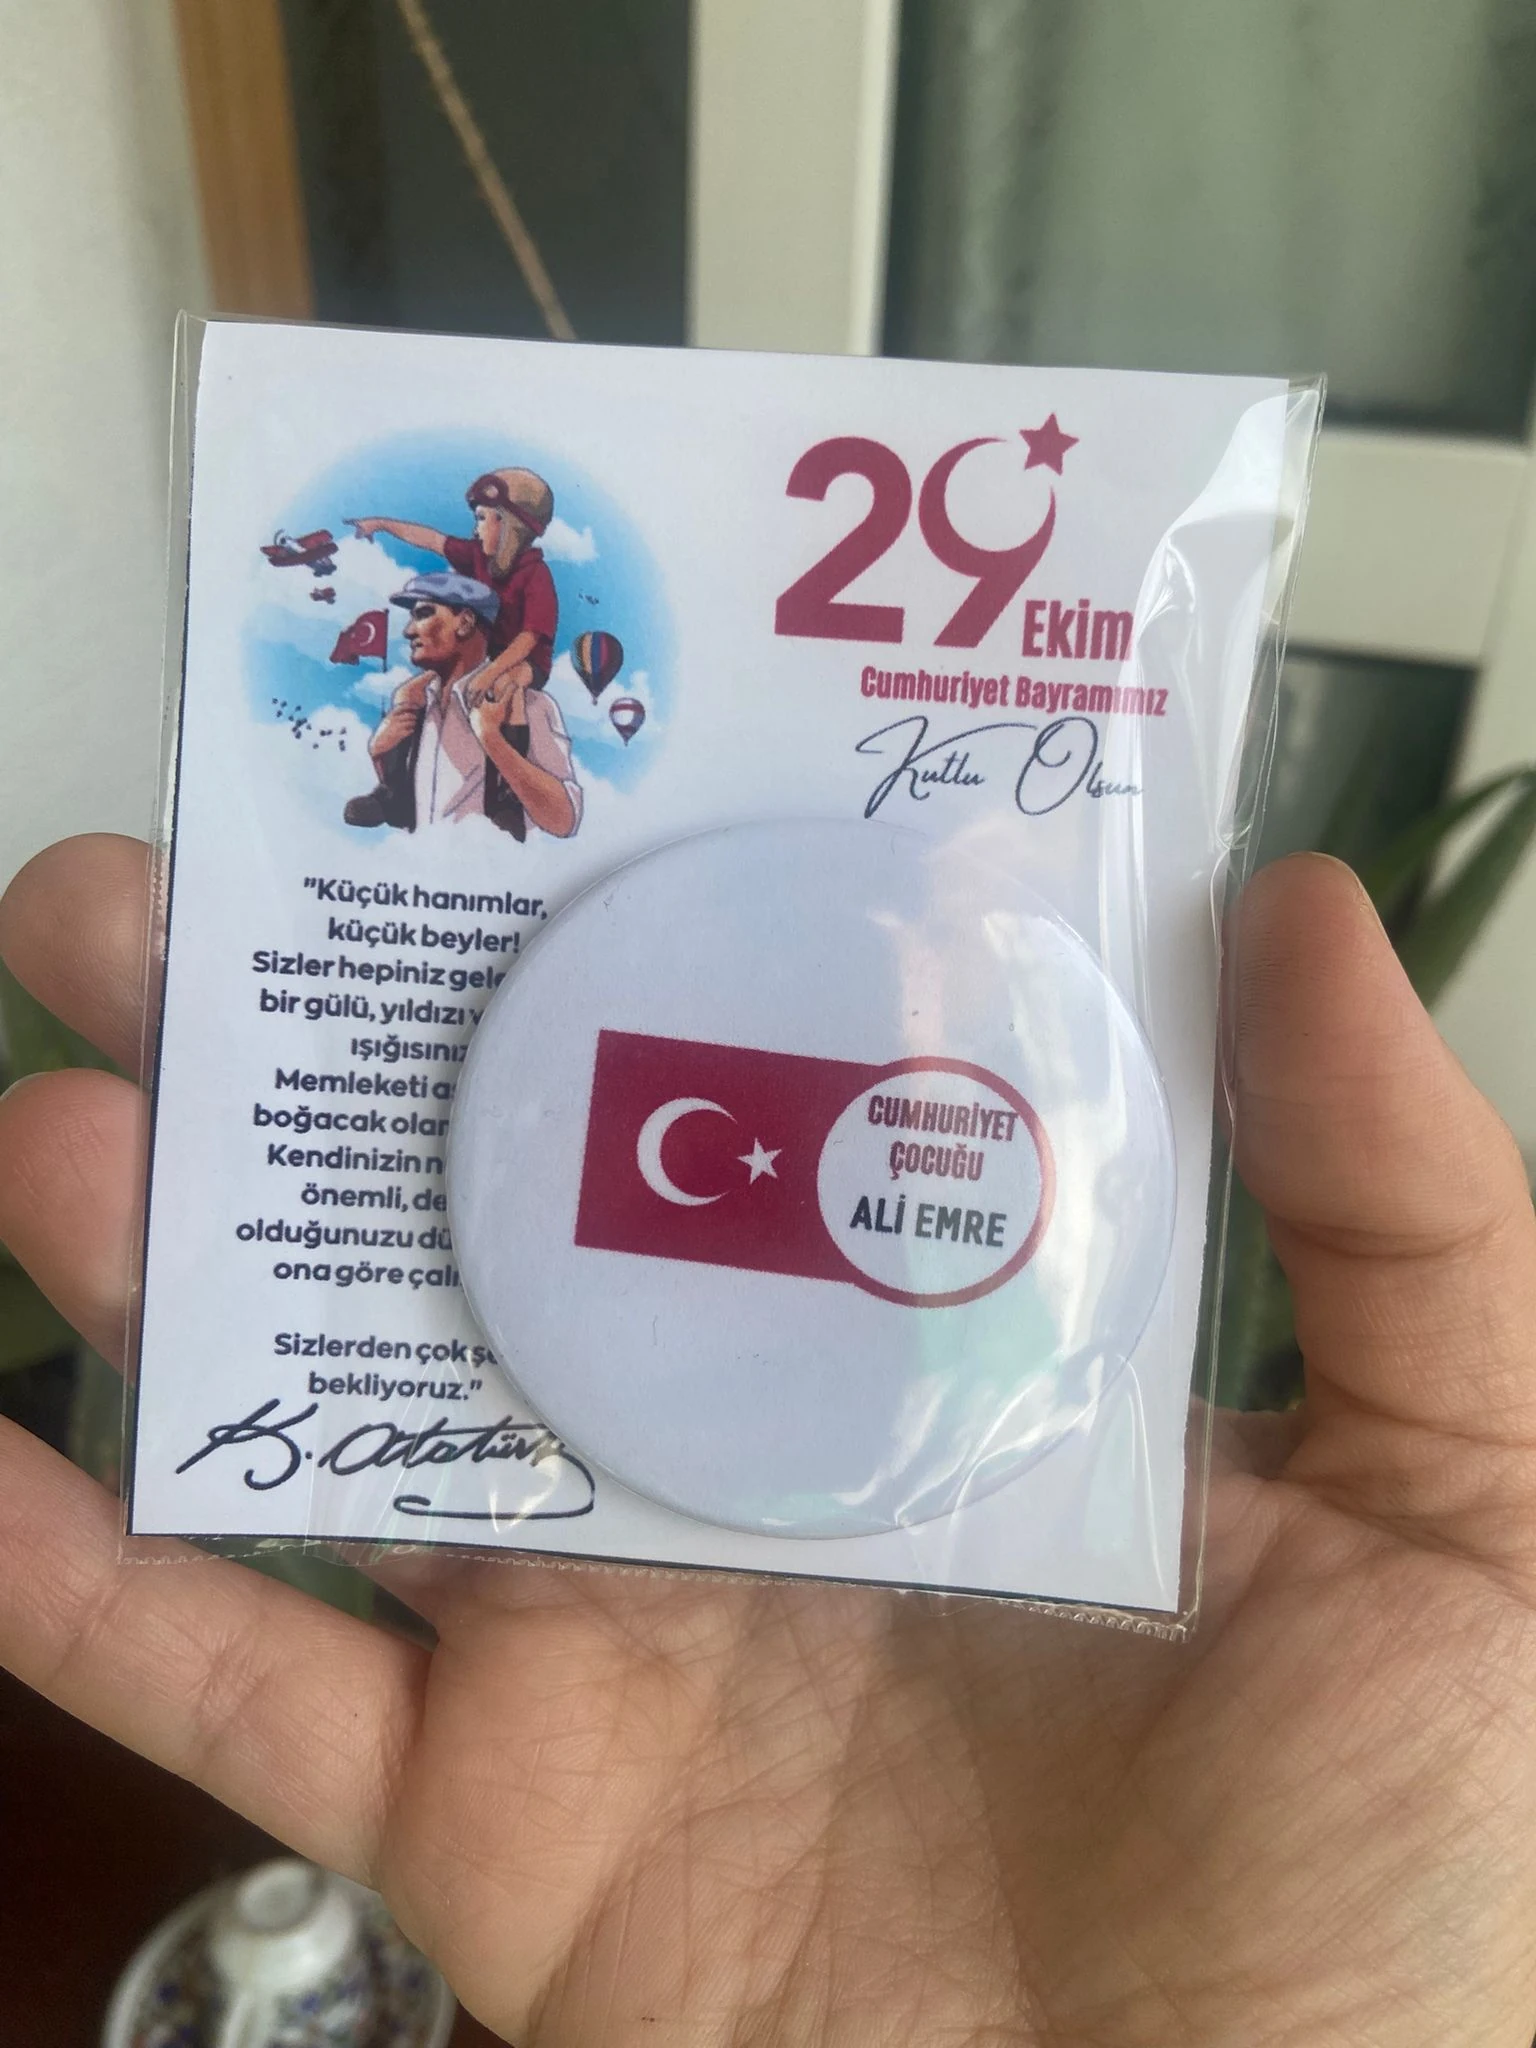 29 Ekim
Cumhuriyet Bayramımız
Kutlu Olsun
"Küçük hanımlar,
küçük beyler!
Sizler hepiniz
bir gülü, yıldızı
ışığısınız
Memleketi
boğacak
Kendinizin
önemli,
olduğunuzu
ona göre
Sizlerden çok
bekliyoruz."
K. Atatürk
CUMHURİYET
ÇOCUĞU
ALİ EMRE